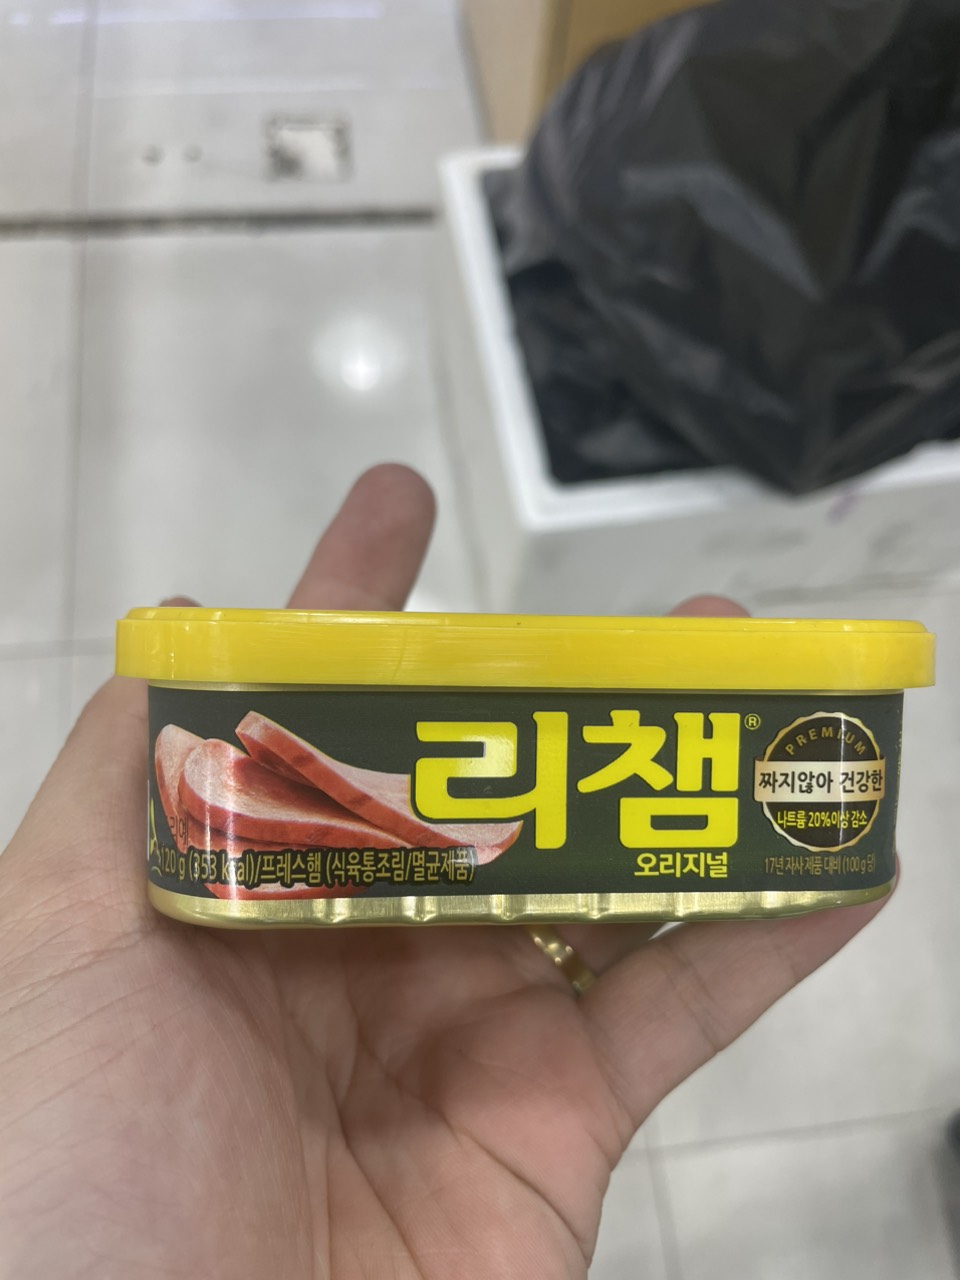 리챔®
오리지널
PREMIUM
짜지않아 건강한
나트륨 20%이상 감소
17년 자사 제품 대비 (100 g 당)
120 g (353 kcal)/프레스햄 (식육통조림/멸균제품)